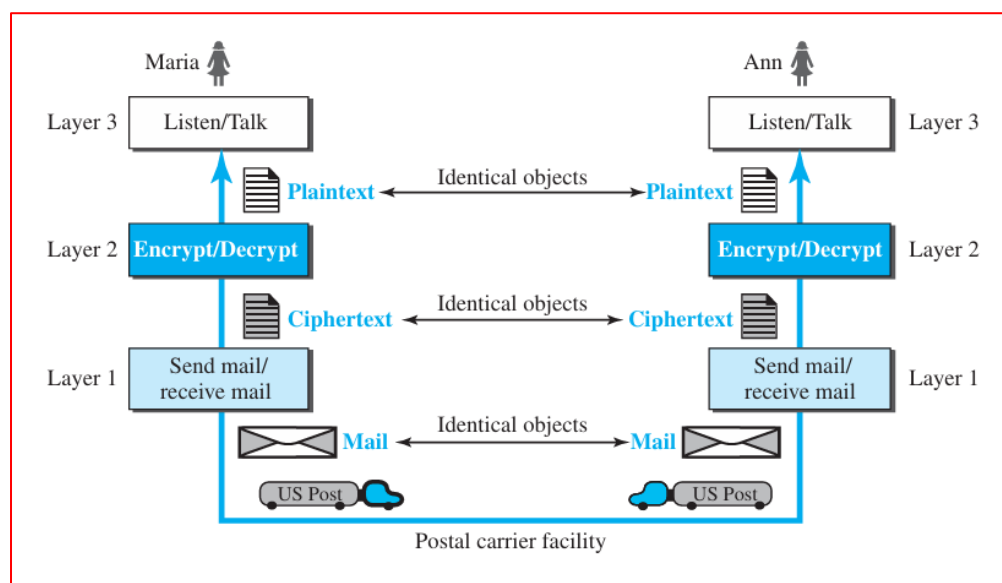 Maria Ann
Layer 3 Listen/Talk Listen/Talk Layer 3
Identical objects
Plaintext Plaintext
Layer 2 Encrypt/Decrypt Encrypt/Decrypt Layer 2
Identical objects
Ciphertext Ciphertext
Layer 1 Send mail/ receive mail Send mail/ receive mail Layer 1
Identical objects
Mail Mail
US Post US Post
Postal carrier facility